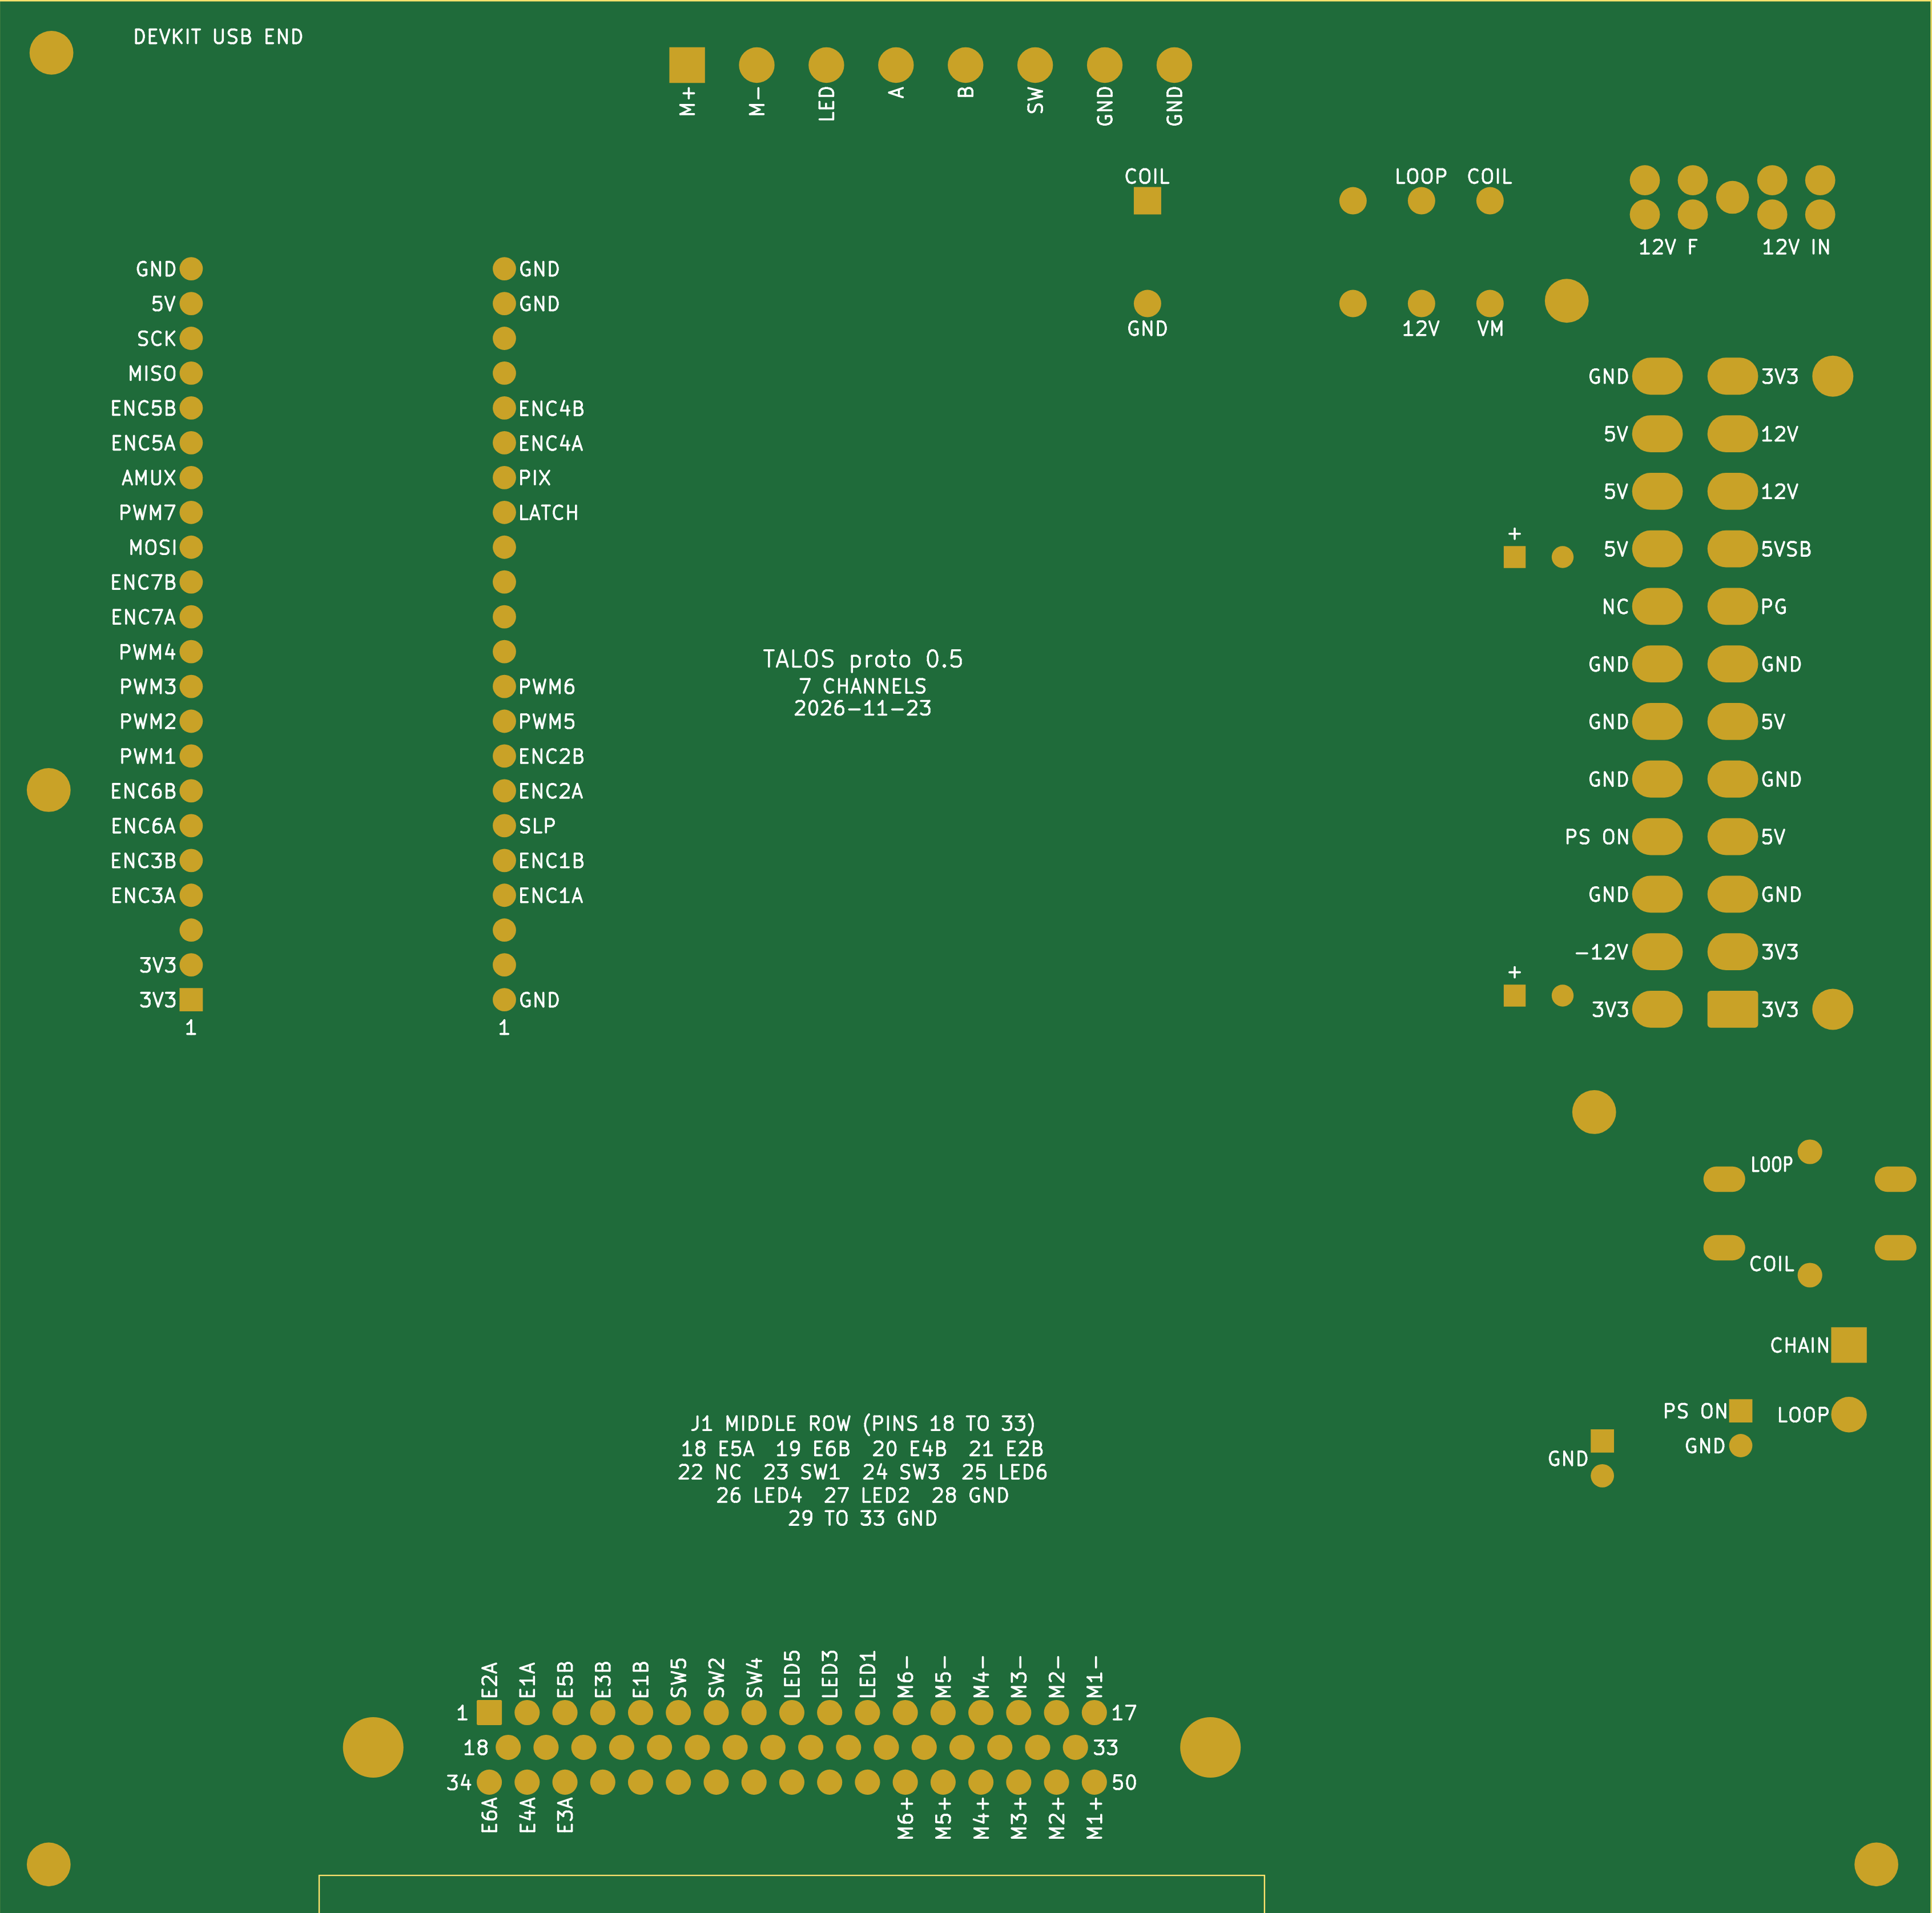 DEVKIT USB END
M+ M- LED A B SW GND GND
COIL LOOP COIL
12V F 12V IN
GND 12V VM
GND GND
5V GND
SCK
MISO
ENC5B ENC4B
ENC5A ENC4A
AMUX PIX
PWM7 LATCH
MOSI
ENC7B
ENC7A
PWM4
PWM3 PWM6
PWM2 PWM5
PWM1 ENC2B
ENC6B ENC2A
ENC6A SLP
ENC3B ENC1B
ENC3A ENC1A
3V3
3V3 GND
1 1
TALOS proto 0.5
7 CHANNELS
2026-11-23
GND 3V3
5V 12V
5V 12V
+
5V 5VSB
NC PG
GND GND
GND 5V
GND GND
PS ON 5V
GND GND
-12V 3V3
+
3V3 3V3
LOOP
COIL
CHAIN
PS ON LOOP
GND
GND
J1 MIDDLE ROW (PINS 18 TO 33)
18 E5A 19 E6B 20 E4B 21 E2B
22 NC 23 SW1 24 SW3 25 LED6
26 LED4 27 LED2 28 GND
29 TO 33 GND
E2A E1A E5B E3B E1B SW5 SW2 SW4 LED5 LED3 LED1 M6- M5- M4- M3- M2- M1-
1 17
18 33
34 50
E6A E4A E3A M6+ M5+ M4+ M3+ M2+ M1+